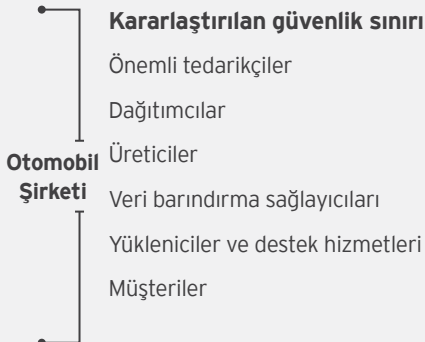 Kararlaştırılan güvenlik sınırı
Önemli tedarikçiler
Dağıtımcılar
Otomobil
Şirketi
Üreticiler
Veri barındırma sağlayıcıları
Yükleniciler ve destek hizmetleri
Müşteriler